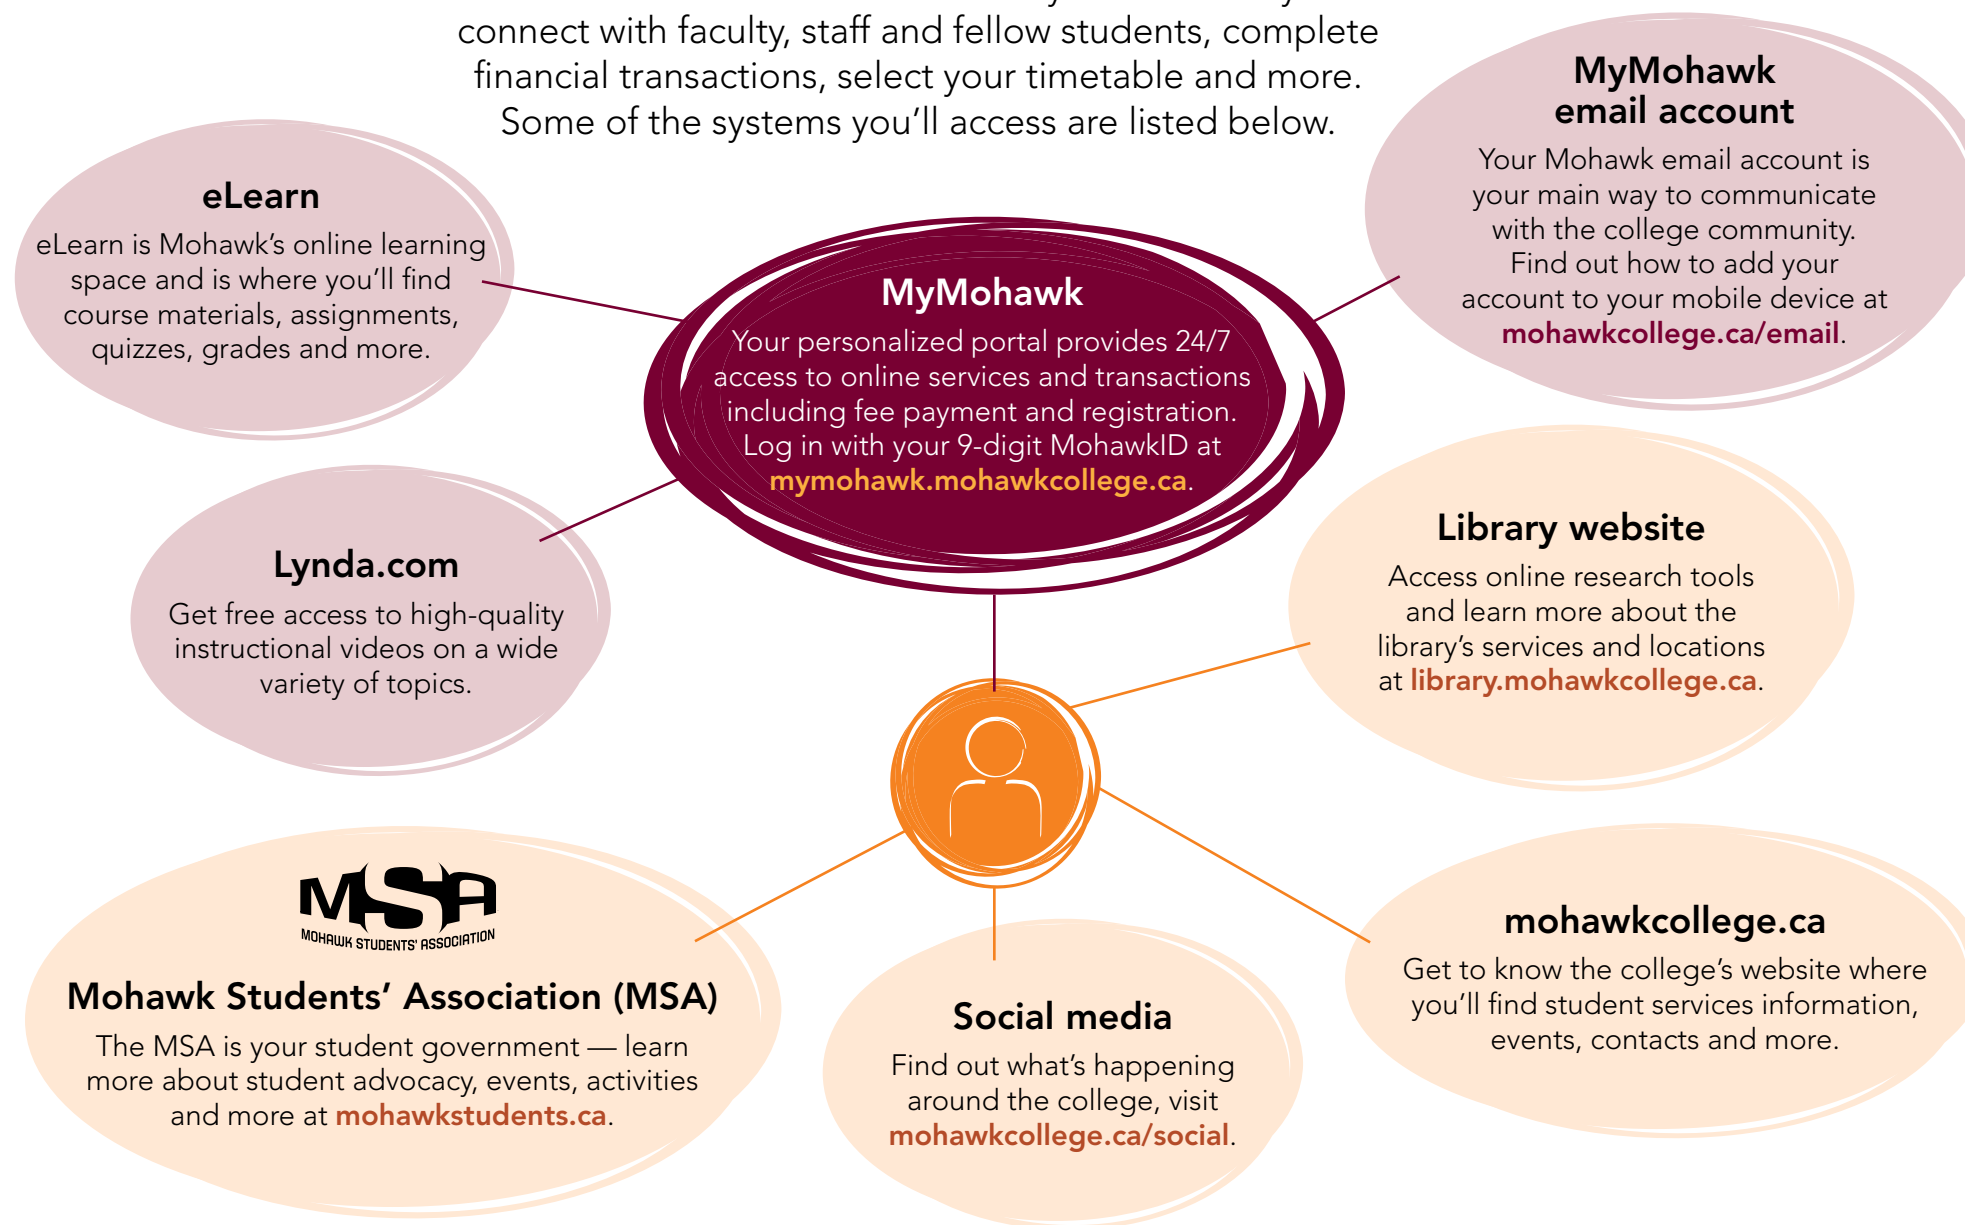 connect with faculty, staff and fellow students, complete
financial transactions, select your timetable and more.
Some of the systems you’ll access are listed below.
MyMohawk
email account
Your Mohawk email account is
your main way to communicate
with the college community.
Find out how to add your
account to your mobile device at
mohawkcollege.ca/email.
eLearn
eLearn is Mohawk’s online learning
space and is where you’ll find
course materials, assignments,
quizzes, grades and more.
MyMohawk
Your personalized portal provides 24/7
access to online services and transactions
including fee payment and registration.
Log in with your 9-digit MohawkID at
mymohawk.mohawkcollege.ca.
Lynda.com
Get free access to high-quality
instructional videos on a wide
variety of topics.
Library website
Access online research tools
and learn more about the
library’s services and locations
at library.mohawkcollege.ca.
MSA
MOHAWK STUDENTS’ ASSOCIATION
Mohawk Students’ Association (MSA)
The MSA is your student government — learn
more about student advocacy, events, activities
and more at mohawkstudents.ca.
Social media
Find out what’s happening
around the college, visit
mohawkcollege.ca/social.
mohawkcollege.ca
Get to know the college’s website where
you’ll find student services information,
events, contacts and more.